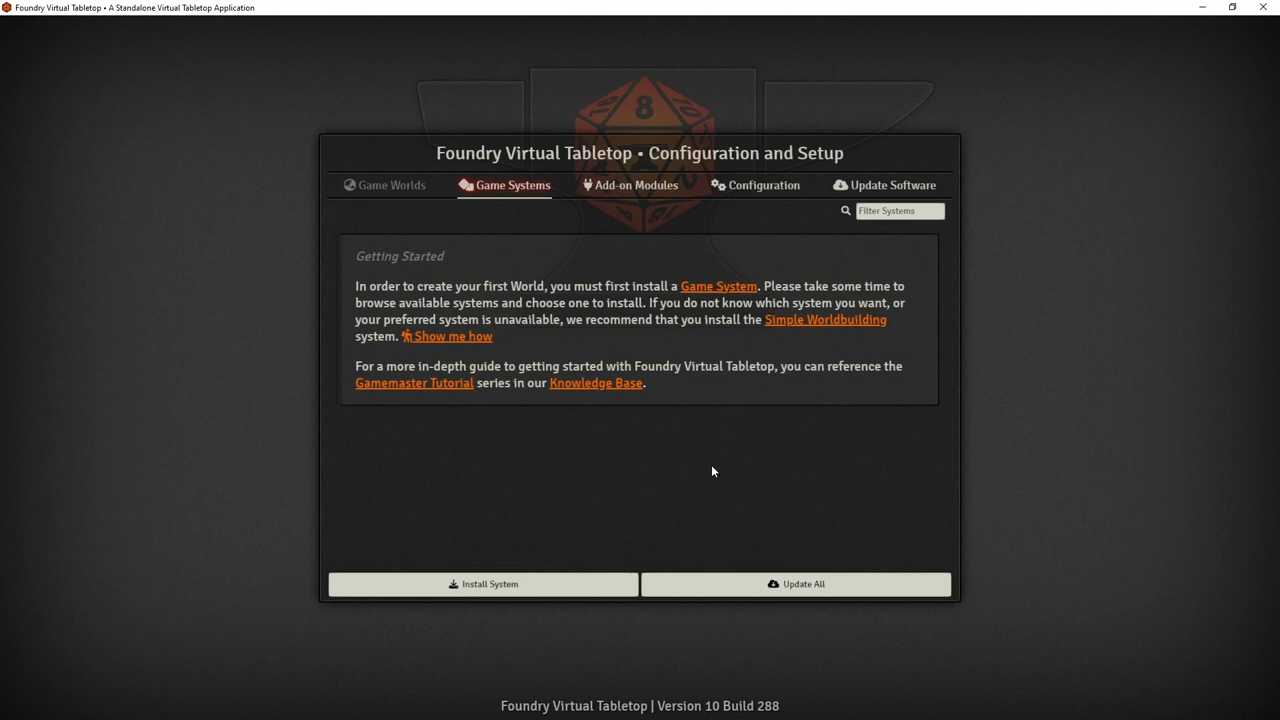 Foundry Virtual Tabletop • A Standalone Virtual Tabletop Application
8
Foundry Virtual Tabletop • Configuration and Setup
Game Worlds Game Systems Add-on Modules Configuration Update Software
Filter Systems
Getting Started
In order to create your first World, you must first install a Game System. Please take some time to
browse available systems and choose one to install. If you do not know which system you want, or
your preferred system is unavailable, we recommend that you install the Simple Worldbuilding
system. Show me how
For a more in-depth guide to getting started with Foundry Virtual Tabletop, you can reference the
Gamemaster Tutorial series in our Knowledge Base.
Install System Update All
Foundry Virtual Tabletop | Version 10 Build 288